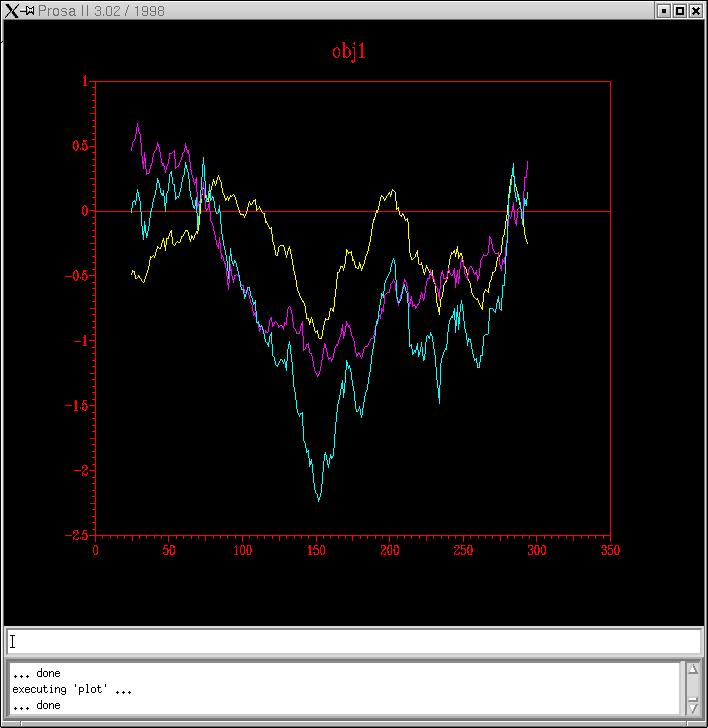 Prosa II 3.02 / 1998
obj1
1
0.5
0
-0.5
-1
-1.5
-2
-2.5
0 50 100 150 200 250 300 350
... done
executing 'plot' ...
... done